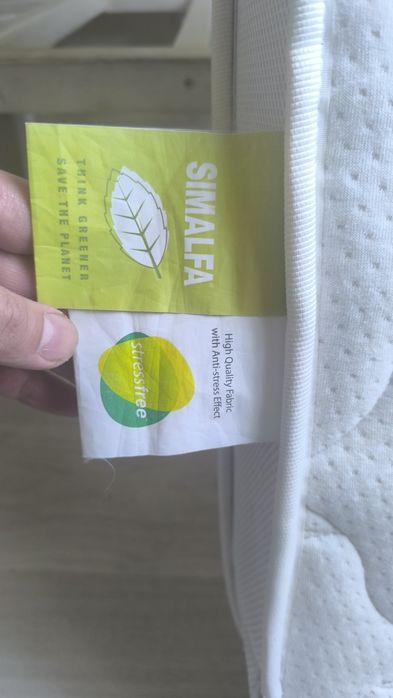 SIMALFA
THINK GREENER
SAVE THE PLANET
High Quality Fabric
with Anti-stress Effect
stressfree